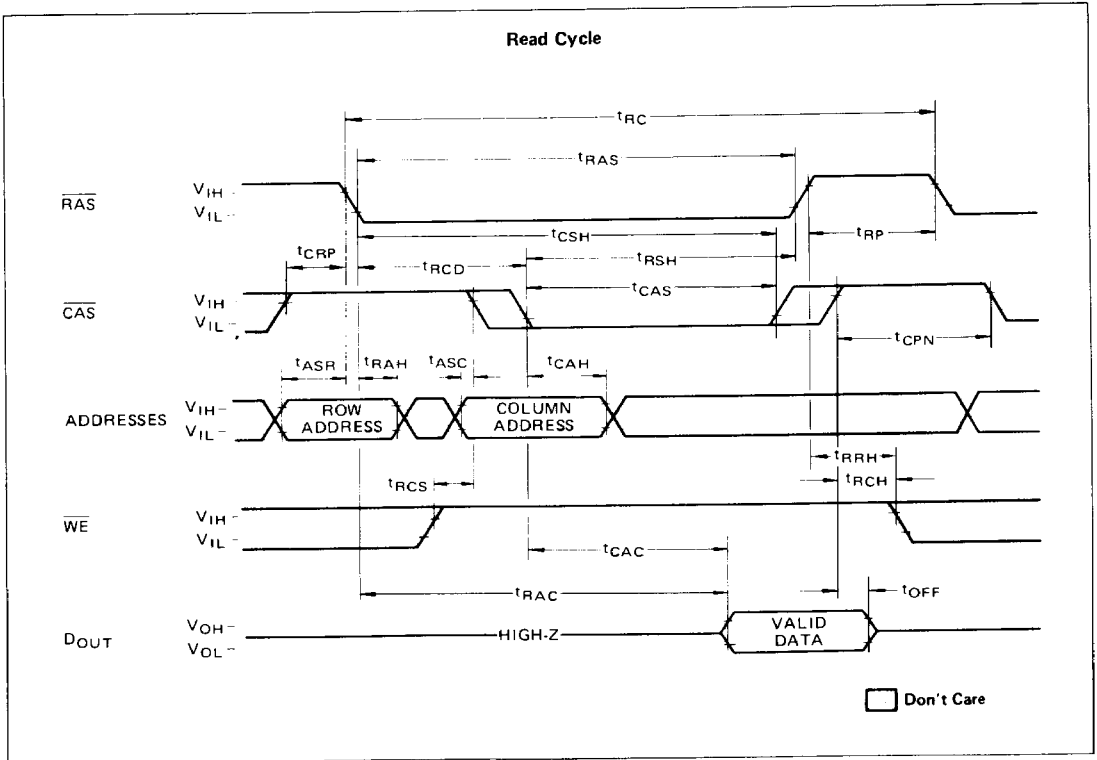 Read Cycle
tRC
tRAS
RAS
VIH
VIL
tCSH
tRP
tCRP
tRCD
tRSH
CAS
VIH
VIL
tCAS
tCPN
tASR
tRAH
tASC
tCAH
ADDRESSES
VIH
VIL
ROW
ADDRESS
COLUMN
ADDRESS
tRRH
tRCS
tRCH
WE
VIH
VIL
tCAC
tRAC
tOFF
DOUT
VOH
VOL
HIGH-Z
VALID
DATA
Don't Care